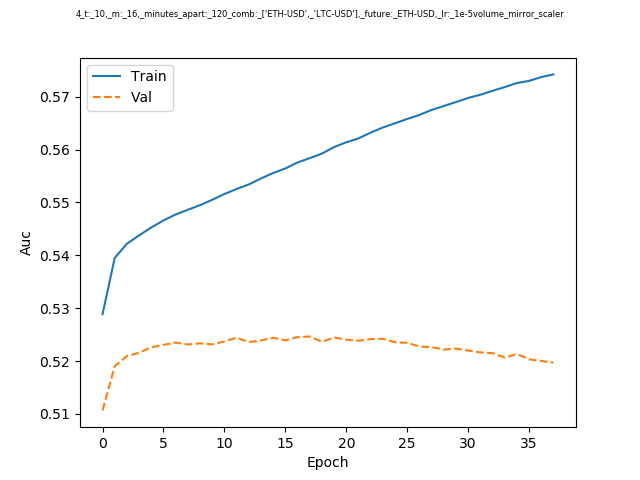 4_t:_10,_m:_16,_minutes_apart:_120_comb:_['ETH-USD',_'LTC-USD'],_future:_ETH-USD,_lr:_1e-5volume_mirror_scaler
Train
Val
0.57
0.56
0.55
0.54
0.53
0.52
0.51
Auc
0 5 10 15 20 25 30 35
Epoch